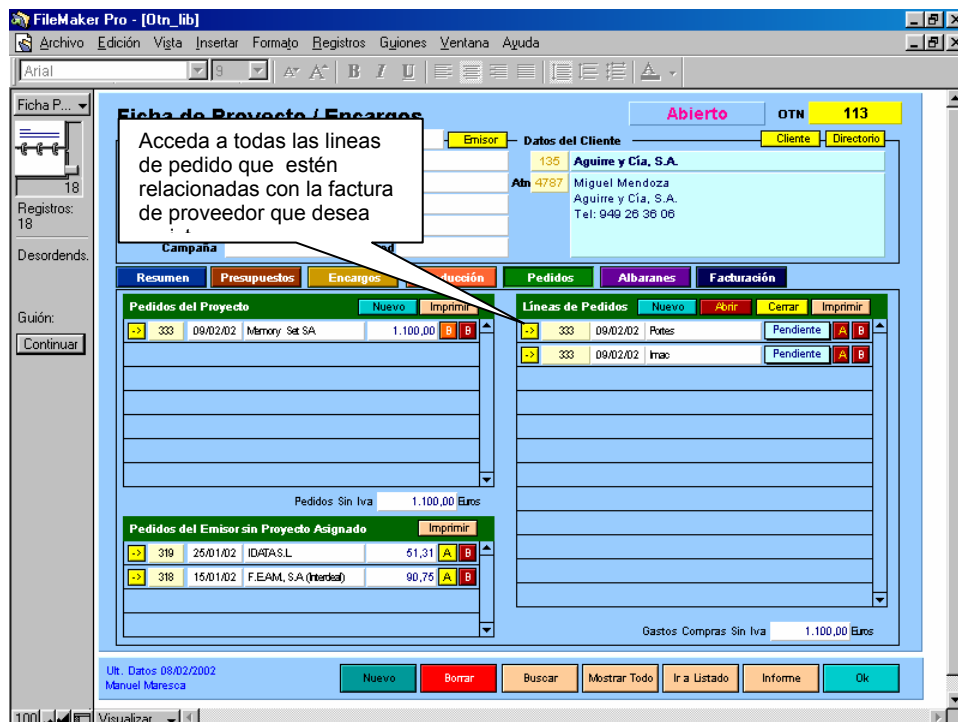 FileMaker Pro - [Otn_lib]
Archivo Edición Vista Insertar Formato Registros Guiones Ventana Ayuda
Arial 9
Ficha P...
18
Registros:
18
Desordends.
Guión:
Continuar
Ficha de Proyecto / Encargos
Abierto OTN 113
Acceda a todas las lineas
de pedido que estén
relacionadas con la factura
de proveedor que desea
Emisor
Datos del Cliente Cliente Directorio
135 Aguirre y Cía, S.A.
Atn 4787 Miguel Mendoza
Aguirre y Cía, S.A.
Tel: 949 26 36 06
Campaña
Resumen Presupuestos Encargos Pedidos Albaranes Facturación
Pedidos del Proyecto Nuevo Imprimir
-> 333 09/02/02 Memory Set SA 1.100,00 B B
Pedidos Sin Iva 1.100,00 Euros
Pedidos del Emisor sin Proyecto Asignado Imprimir
-> 319 25/01/02 IDATA S.L 51,31 A B
-> 318 15/01/02 F.E.AM, S.A (Interdeal) 90,75 A B
Líneas de Pedidos Nuevo Abrir Cerrar Imprimir
-> 333 09/02/02 Portes Pendiente A B
-> 333 09/02/02 Imac Pendiente A B
Gastos Compras Sin Iva 1.100,00 Euros
Ult. Datos 08/02/2002
Manuel Maresca
Nuevo Borrar Buscar Mostrar Todo Ir a Listado Informe Ok
100 Visualizar